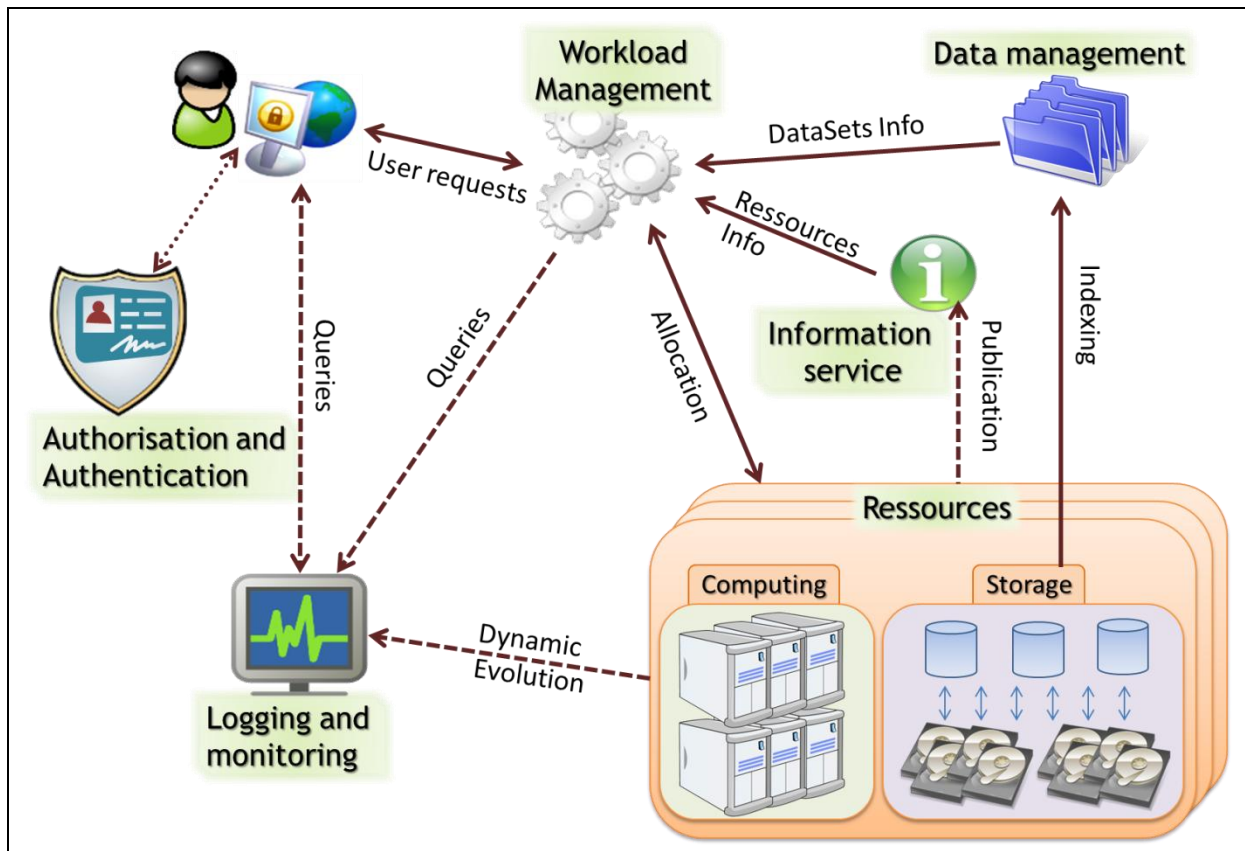 Workload
Management
Data management
DataSets Info
User requests
Ressources
Info
Queries
Queries
Allocation
Information
service
Publication
Indexing
Authorisation and
Authentication
Ressources
Computing
Storage
Dynamic
Evolution
Logging and
monitoring